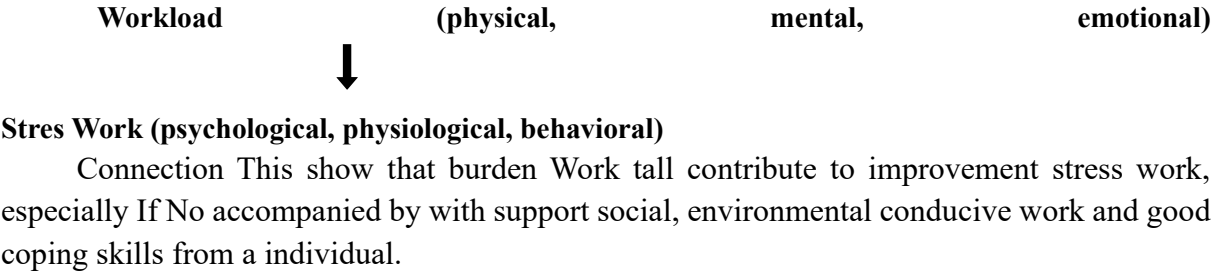 Workload (physical, mental, emotional)
Stres Work (psychological, physiological, behavioral)
Connection This show that burden Work tall contribute to improvement stress work,
especially If No accompanied by with support social, environmental conducive work and good
coping skills from a individual.